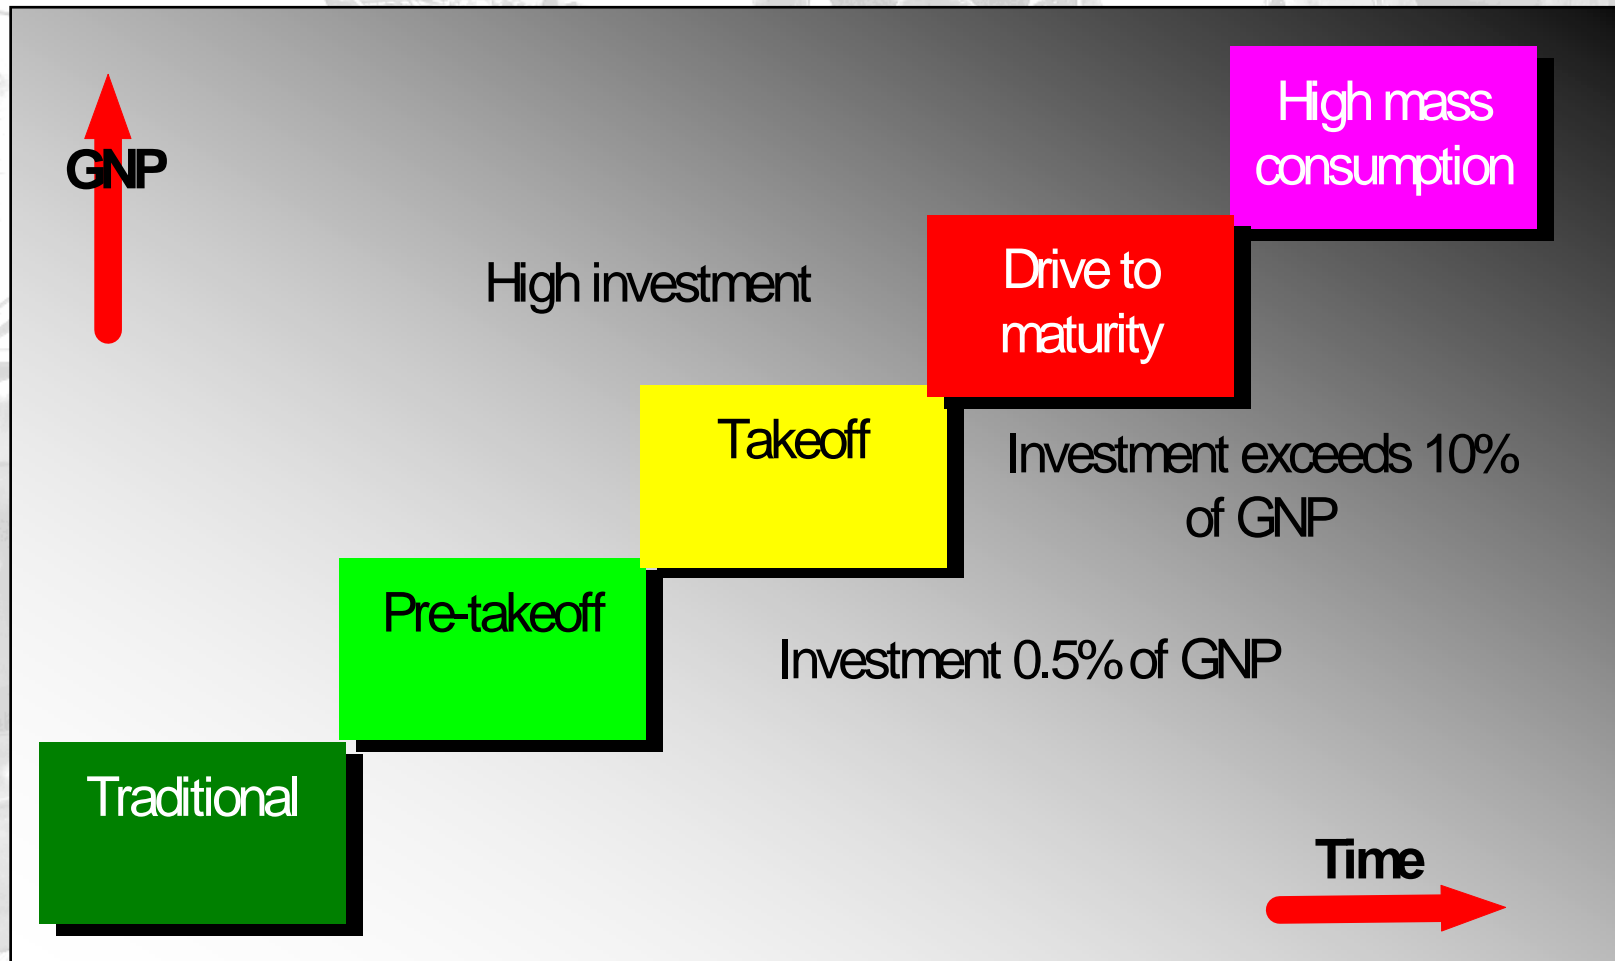 High mass
consumption
GNP
High investment
Drive to
maturity
Takeoff
Investment exceeds 10%
of GNP
Pre-takeoff
Investment 0.5% of GNP
Traditional
Time